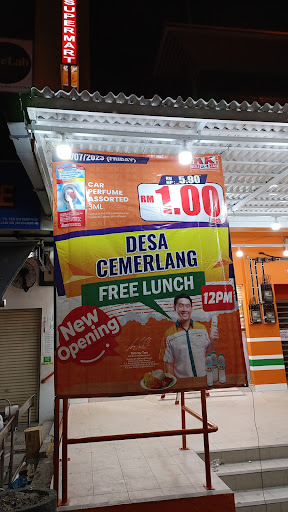 SUPERMART
07/2023 (FRIDAY)
CAR
PERFUME
ASSORTED
3ML
RM 5.90
RM 1.00
DESA
CEMERLANG
FREE LUNCH
12PM
New
Opening